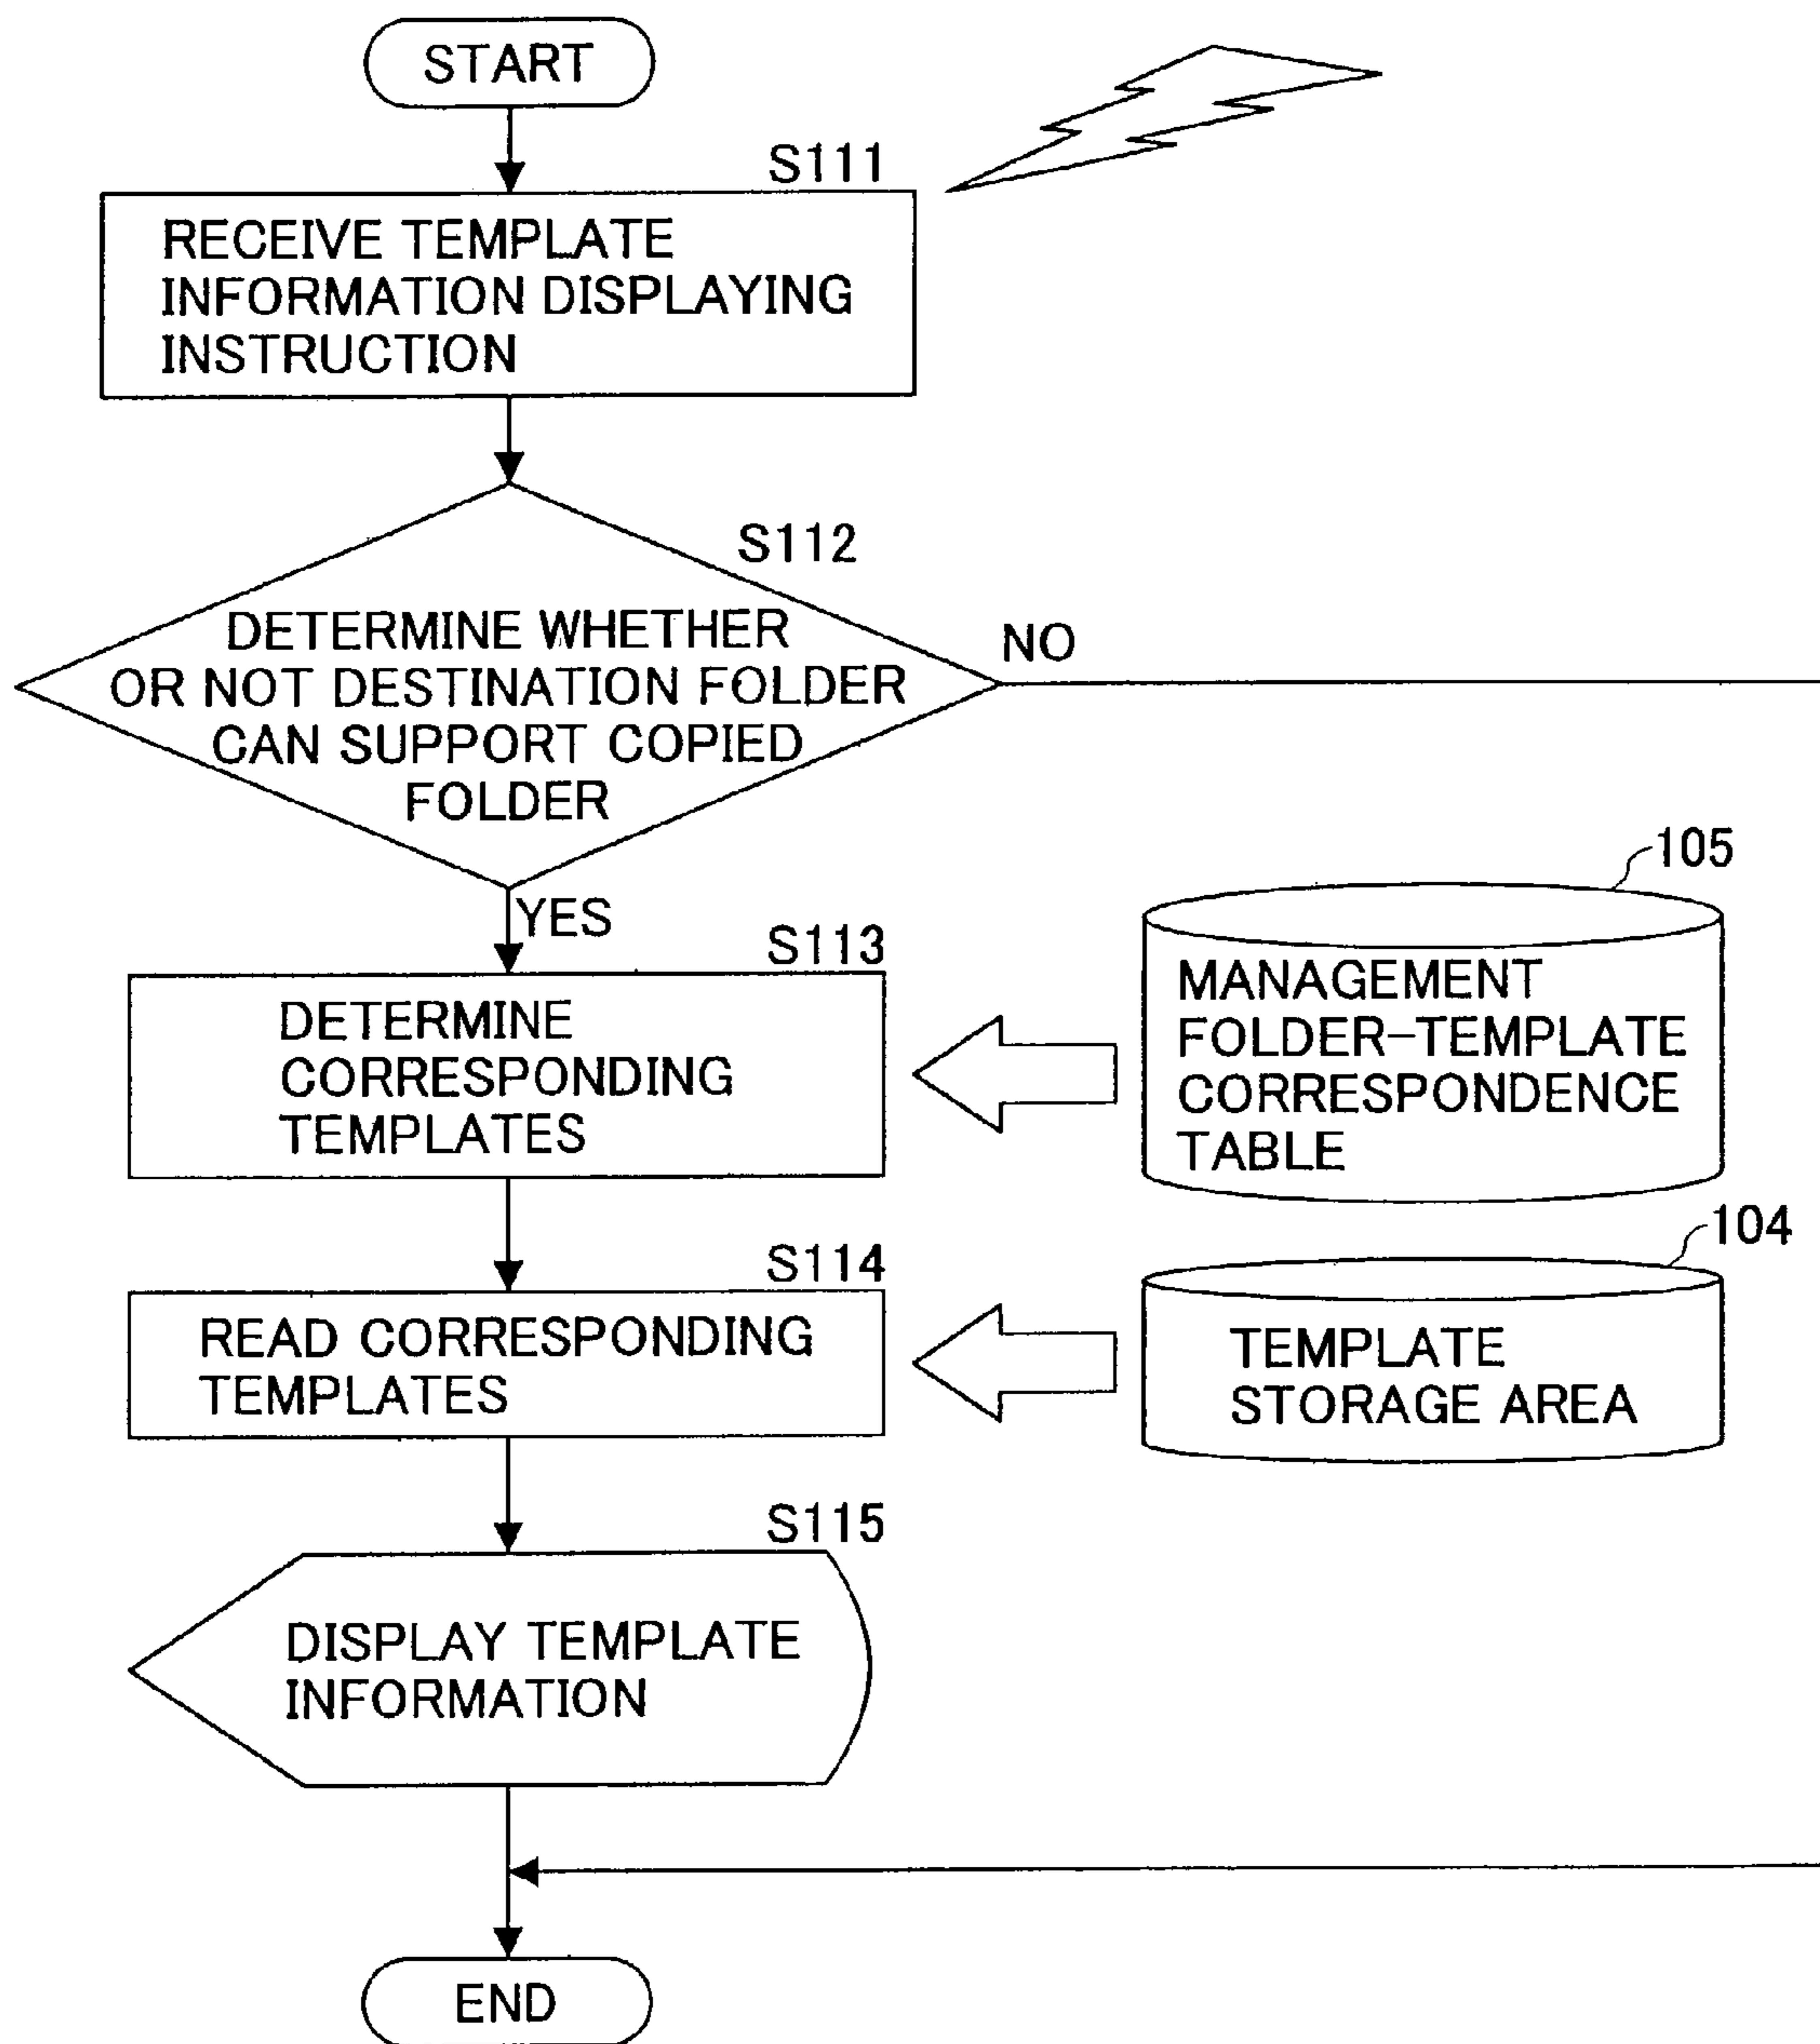 START
S111
RECEIVE TEMPLATE
INFORMATION DISPLAYING
INSTRUCTION
S112
DETERMINE WHETHER
OR NOT DESTINATION FOLDER
CAN SUPPORT COPIED
FOLDER
NO
YES
S113
DETERMINE
CORRESPONDING
TEMPLATES
105
MANAGEMENT
FOLDER-TEMPLATE
CORRESPONDENCE
TABLE
S114
READ CORRESPONDING
TEMPLATES
104
TEMPLATE
STORAGE AREA
S115
DISPLAY TEMPLATE
INFORMATION
END